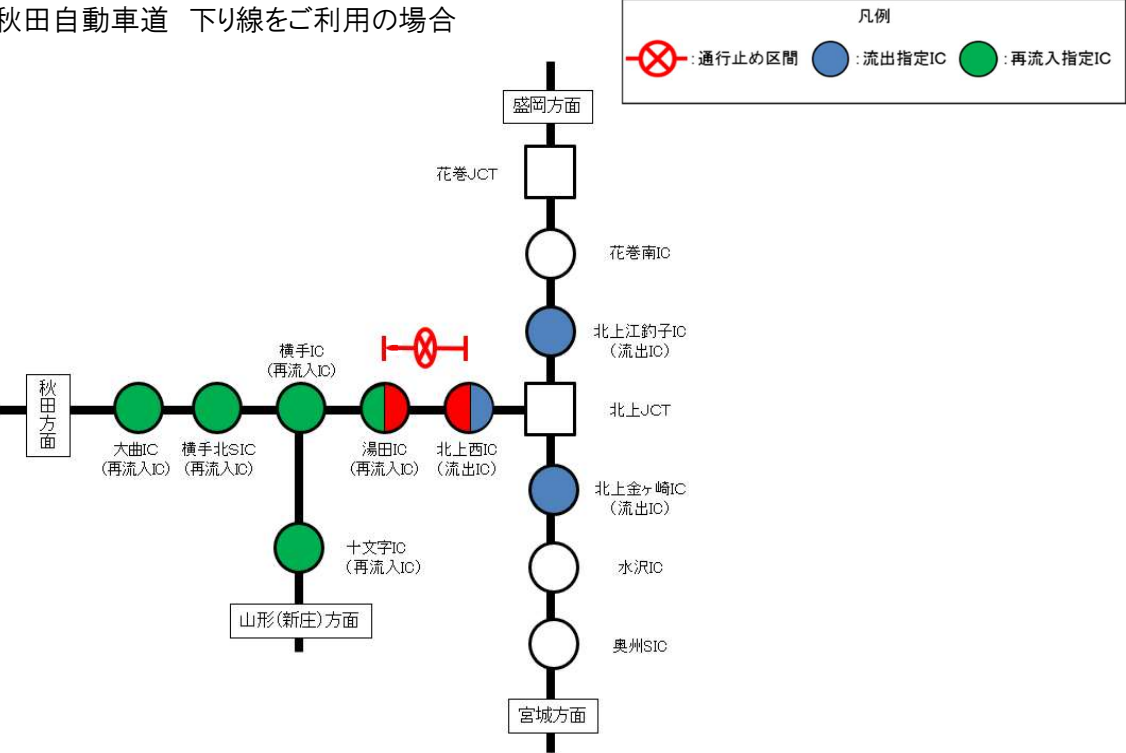 秋田自動車道 下り線をご利用の場合
凡例
:通行止め区間
:流出指定IC
:再流入指定IC
盛岡方面
花巻JCT
花巻南IC
北上江釣子IC
(流出IC)
横手IC
(再流入IC)
秋田方面
大曲IC
(再流入IC)
横手北SIC
(再流入IC)
湯田IC
(再流入IC)
北上西IC
(流出IC)
北上JCT
北上金ヶ崎IC
(流出IC)
十文字IC
(再流入IC)
水沢IC
山形(新庄)方面
奥州SIC
宮城方面